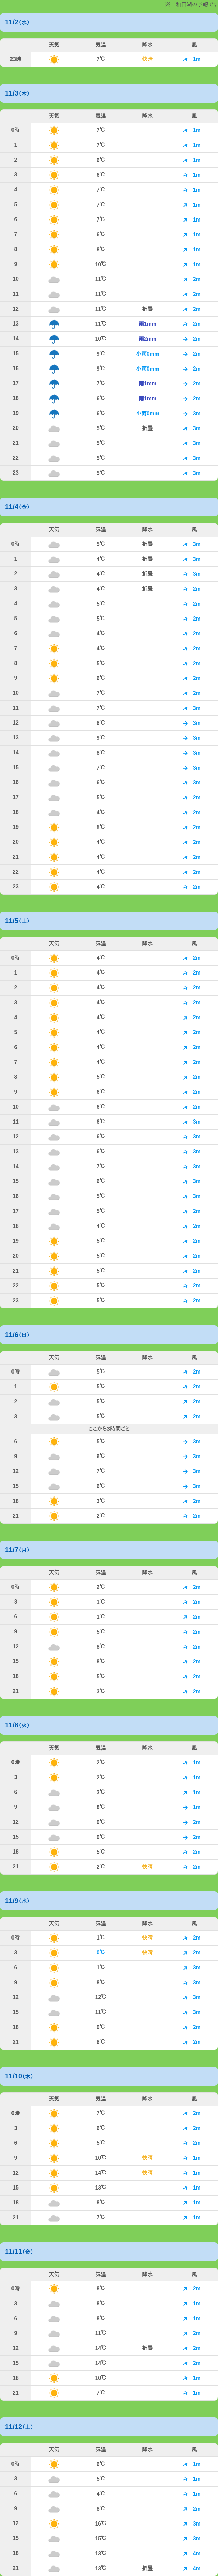 の予報です
11/2(水)
天気 気温 降水 風
23時 7℃ 快晴 1m
11/3(木)
天気 気温 降水 風
0時 7℃ 1m
1 7℃ 1m
2 6℃ 1m
3 6℃ 1m
4 7℃ 1m
5 7℃ 1m
6 7℃ 1m
7 6℃ 1m
8 8℃ 1m
9 10℃ 1m
10 11℃ 2m
11 11℃ 2m
12 11℃ 折曇 2m
13 11℃ 雨1mm 2m
14 10℃ 雨2mm 2m
15 9℃ 小雨0mm 2m
16 9℃ 小雨0mm 2m
17 7℃ 雨1mm 2m
18 6℃ 雨1mm 2m
19 6℃ 小雨0mm 3m
20 5℃ 折曇 3m
21 5℃ 3m
22 5℃ 3m
23 5℃ 3m
11/4(金)
天気 気温 降水 風
0時 5℃ 折曇 3m
1 4℃ 折曇 3m
2 4℃ 折曇 3m
3 4℃ 折曇 2m
4 5℃ 2m
5 5℃ 2m
6 4℃ 2m
7 4℃ 2m
8 5℃ 2m
9 6℃ 2m
10 7℃ 2m
11 7℃ 3m
12 8℃ 3m
13 9℃ 3m
14 8℃ 3m
15 7℃ 3m
16 6℃ 3m
17 5℃ 2m
18 4℃ 2m
19 5℃ 2m
20 4℃ 2m
21 4℃ 2m
22 4℃ 2m
23 4℃ 2m
11/5(土)
天気 気温 降水 風
0時 4℃ 2m
1 4℃ 2m
2 4℃ 2m
3 4℃ 2m
4 4℃ 2m
5 4℃ 2m
6 4℃ 2m
7 4℃ 2m
8 5℃ 2m
9 6℃ 2m
10 6℃ 2m
11 6℃ 3m
12 6℃ 3m
13 6℃ 3m
14 7℃ 3m
15 6℃ 3m
16 5℃ 3m
17 5℃ 2m
18 4℃ 2m
19 5℃ 2m
20 5℃ 2m
21 5℃ 2m
22 5℃ 2m
23 5℃ 2m
11/6(日)
天気 気温 降水 風
0時 5℃ 2m
1 5℃ 2m
2 5℃ 2m
3 5℃ 2m
ここから3時間ごと
6 5℃ 3m
9 6℃ 3m
12 7℃ 3m
15 6℃ 3m
18 3℃ 2m
21 2℃ 2m
11/7(月)
天気 気温 降水 風
0時 2℃ 2m
3 1℃ 2m
6 1℃ 2m
9 5℃ 2m
12 8℃ 2m
15 8℃ 2m
18 5℃ 2m
21 3℃ 2m
11/8(火)
天気 気温 降水 風
0時 2℃ 1m
3 2℃ 1m
6 3℃ 1m
9 8℃ 1m
12 9℃ 2m
15 9℃ 2m
18 5℃ 2m
21 2℃ 快晴 2m
11/9(水)
天気 気温 降水 風
0時 1℃ 快晴 2m
3 0℃ 快晴 2m
6 1℃ 3m
9 8℃ 3m
12 12℃ 3m
15 11℃ 3m
18 9℃ 2m
21 8℃ 2m
11/10(木)
天気 気温 降水 風
0時 7℃ 2m
3 6℃ 2m
6 5℃ 2m
9 10℃ 快晴 1m
12 14℃ 快晴 1m
15 13℃ 1m
18 8℃ 1m
21 7℃ 1m
11/11(金)
天気 気温 降水 風
0時 8℃ 2m
3 8℃ 1m
6 8℃ 1m
9 11℃ 2m
12 14℃ 折曇 2m
15 14℃ 2m
18 10℃ 1m
21 7℃ 1m
11/12(土)
天気 気温 降水 風
0時 6℃ 1m
3 5℃ 1m
6 4℃ 1m
9 8℃ 2m
12 16℃ 3m
15 15℃ 3m
18 13℃ 4m
21 13℃ 折曇 4m